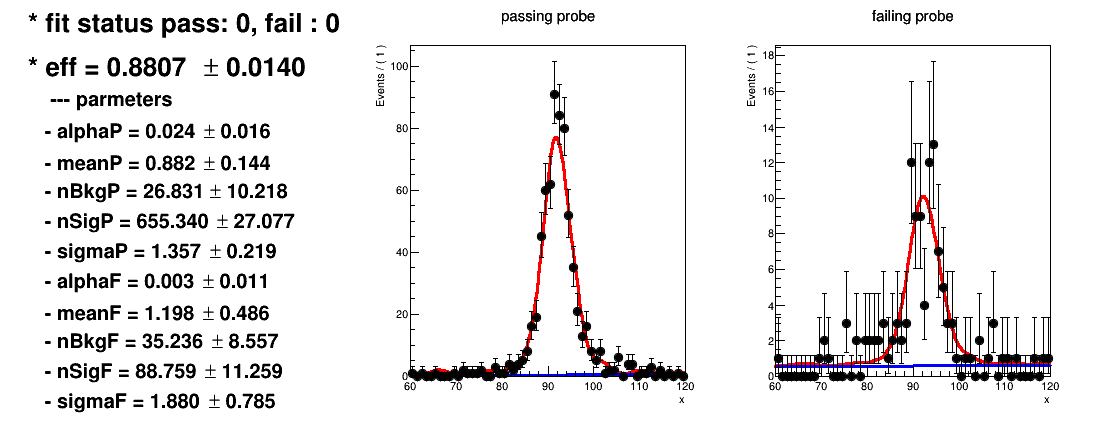 * fit status pass: 0, fail : 0
* eff = 0.8807 ± 0.0140
--- parmeters
- alphaP = 0.024 ± 0.016
- meanP = 0.882 ± 0.144
- nBkgP = 26.831 ± 10.218
- nSigP = 655.340 ± 27.077
- sigmaP = 1.357 ± 0.219
- alphaF = 0.003 ± 0.011
- meanF = 1.198 ± 0.486
- nBkgF = 35.236 ± 8.557
- nSigF = 88.759 ± 11.259
- sigmaF = 1.880 ± 0.785
passing probe
Events / ( 1 )
100
80
60
40
20
0
60 70 80 90 100 110 120
x
failing probe
Events / ( 1 )
18
16
14
12
10
8
6
4
2
0
60 70 80 90 100 110 120
x